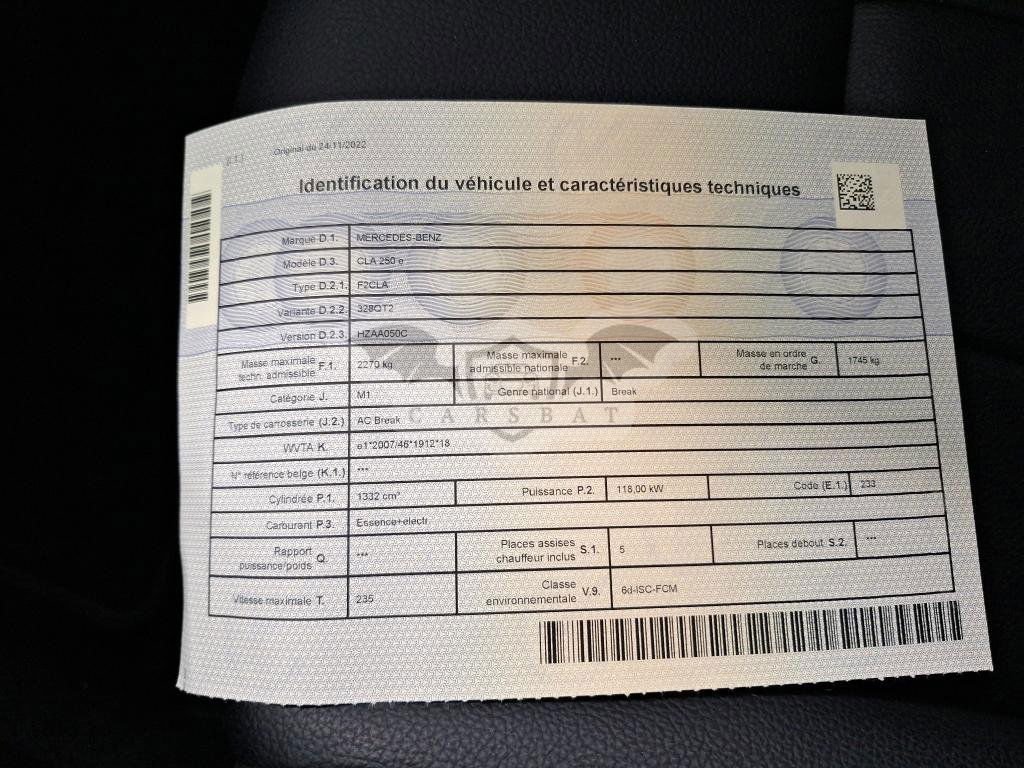 (I.1.)
Original du 24/11/2022
Identification du véhicule et caractéristiques techniques
Marque D.1. MERCEDES-BENZ
Modèle D.3. CLA 250 e
Type D.2.1. F2CLA
Variante D.2.2. 328QT2
Version D.2.3. HZAA050C
Masse maximale techn. admissible F.1. 2270 kg Masse maximale admissible nationale F.2. --- Masse en ordre de marche G. 1745 kg
Catégorie J. M1 Genre national (J.1.) Break
Type de carrosserie (J.2.) AC Break
CARSBAT
WVTA K. e1*2007/46*1912*18
N° référence belge (K.1.) ---
Cylindrée P.1. 1332 cm³ Puissance P.2. 118,00 kW Code (E.1.) 233
Carburant P.3. Essence+electr.
Rapport puissance/poids Q. --- Places assises chauffeur inclus S.1. 5 Places debout S.2. ---
Vitesse maximale T. 235 Classe environnementale V.9. 6d-ISC-FCM